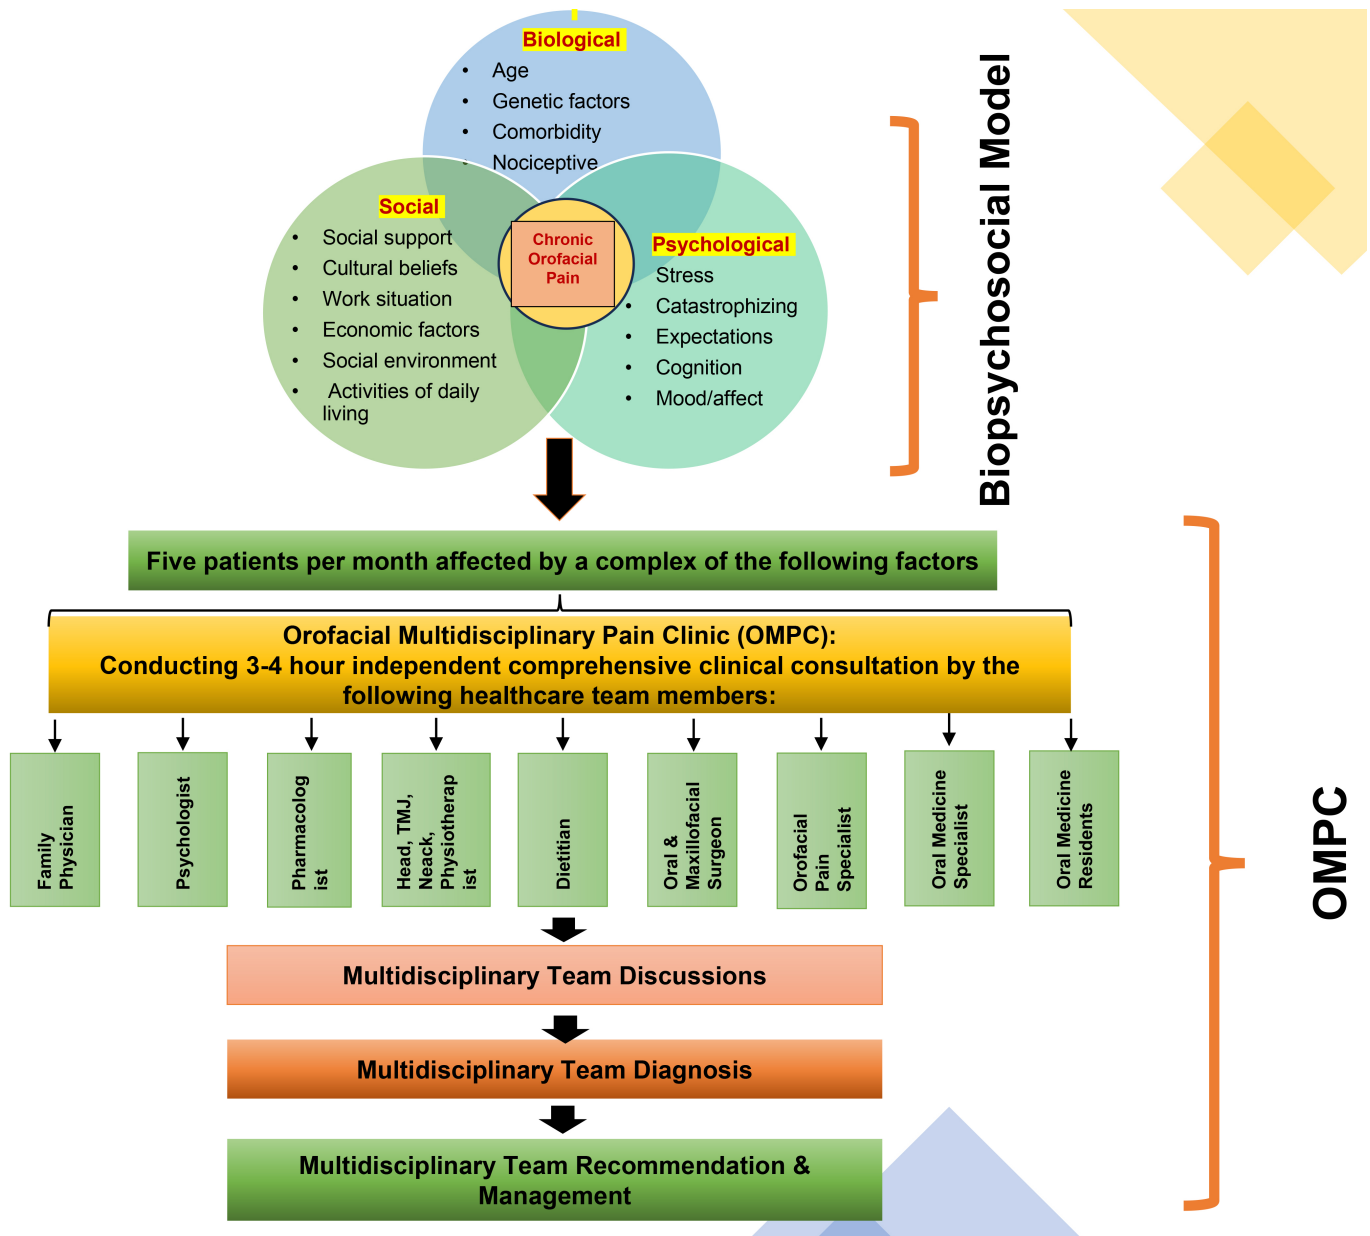 Biological
• Age
• Genetic factors
• Comorbidity
• Nociceptive
Social
• Social support
• Cultural beliefs
• Work situation
• Economic factors
• Social environment
• Activities of daily
living
Chronic
Orofacial
Pain
Psychological
Stress
• Catastrophizing
• Expectations
• Cognition
• Mood/affect
Biopsychosocial Model
Five patients per month affected by a complex of the following factors
Orofacial Multidisciplinary Pain Clinic (OMPC):
Conducting 3-4 hour independent comprehensive clinical consultation by the
following healthcare team members:
Family
Physician
Psychologist
Pharmacolog
ist
Head, TMJ,
Neack,
Physiotherap
ist
Dietitian
Oral &
Maxillofacial
Surgeon
Orofacial
Pain
Specialist
Oral Medicine
Specialist
Oral Medicine
Residents
OMPC
Multidisciplinary Team Discussions
Multidisciplinary Team Diagnosis
Multidisciplinary Team Recommendation &
Management